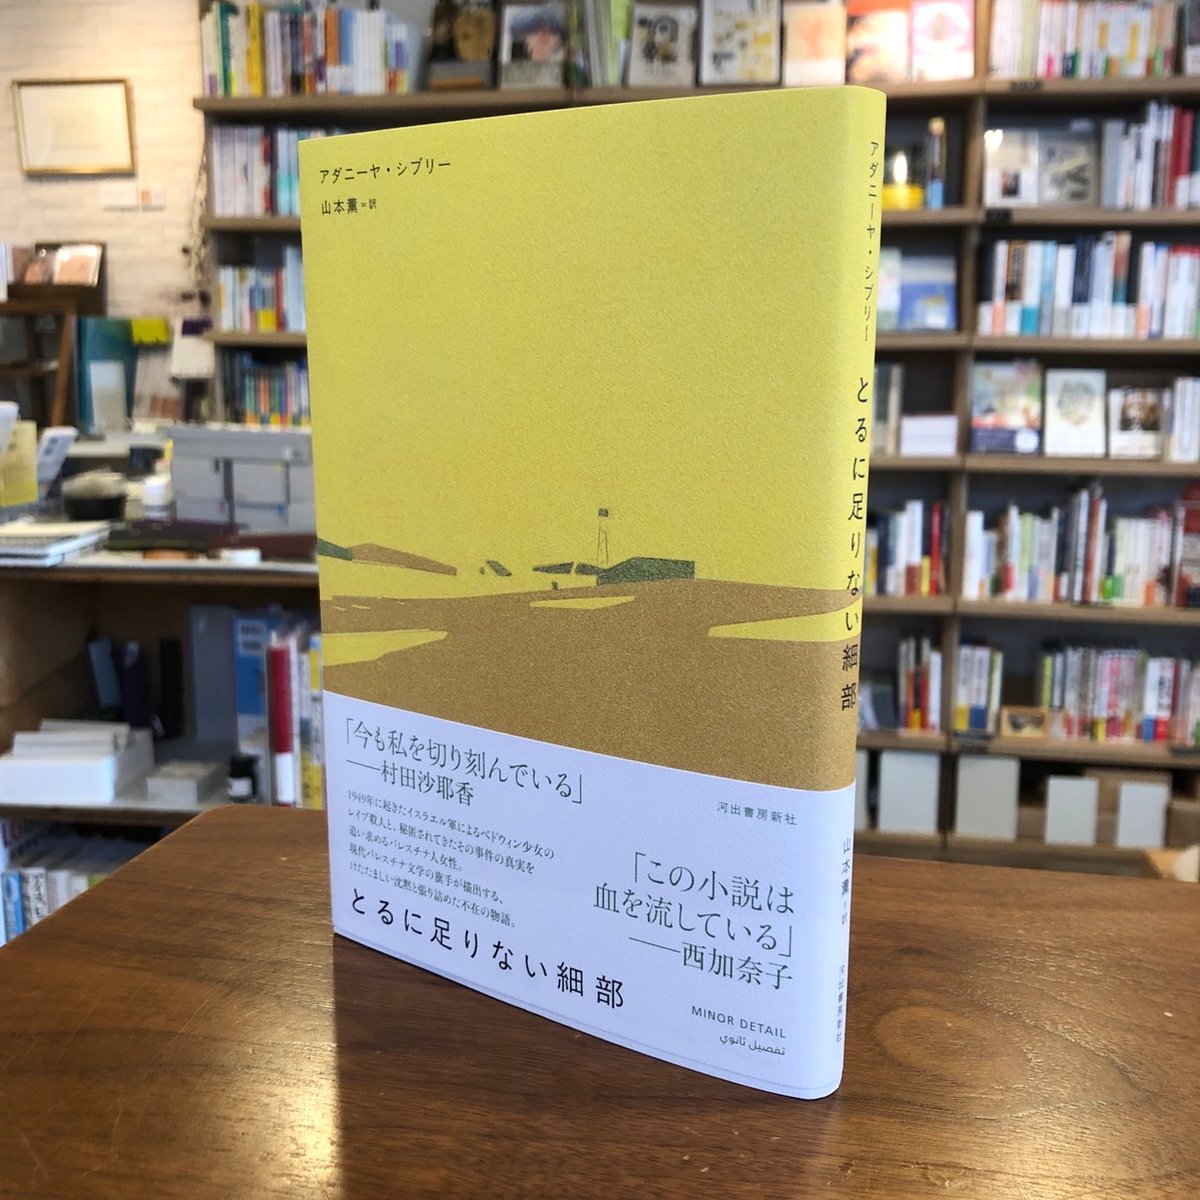 アダニーヤ・シブリー
山本薫=訳
「今も私を切り刻んでいる」
──村田沙耶香
1949年に起きたイスラエル軍によるベドウィン少女の
レイプ殺人と、秘匿されてきたその事件の真実を
追い求めるパレスチナ人女性。
現代パレスチナ文学の旗手が描出する、
けたたましい沈黙と張り詰めた不在の物語。
とるに足りない細部
河出書房新社
「この小説は
血を流している」
──西加奈子
MINOR DETAIL
تفصيل ثانوي
アダニーヤ・シブリー
とるに足りない細部
山本薫=訳
河出書房新社